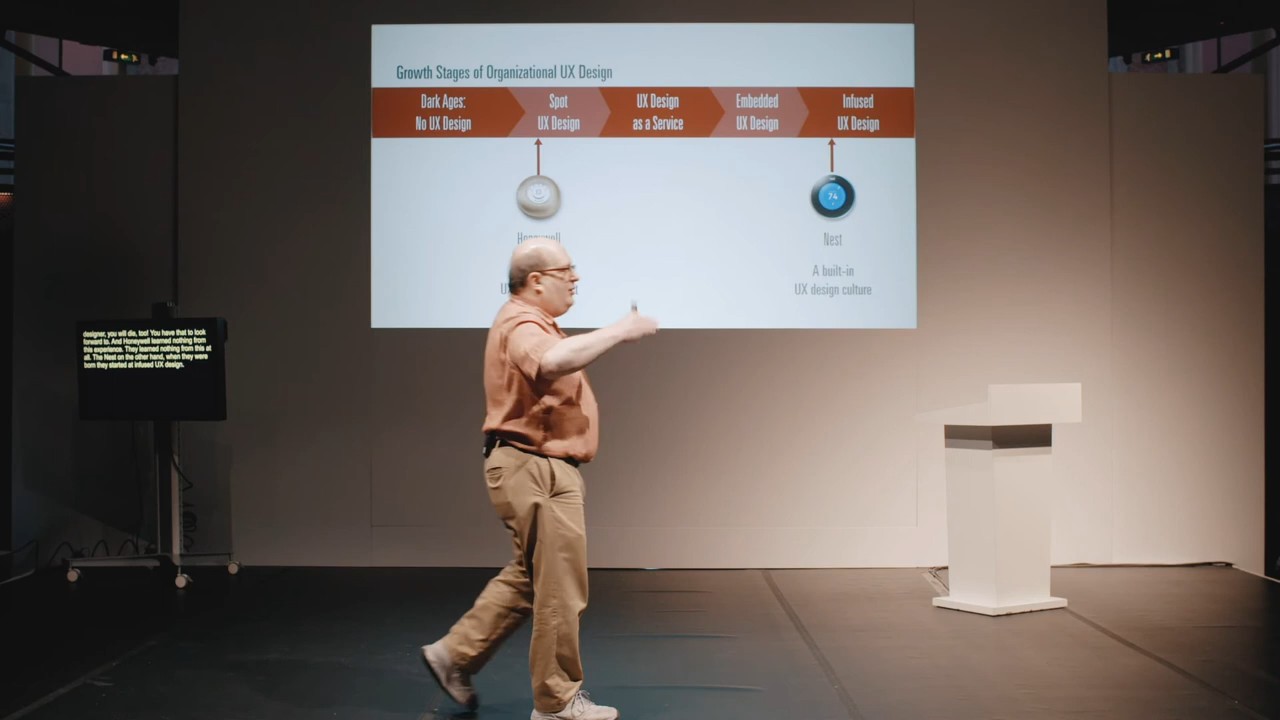 Growth Stages of Organizational UX Design
Dark Ages:
No UX Design
Spot
UX Design
UX Design
as a Service
Embedded
UX Design
Infused
UX Design
74
Honeywell
Nest
A built-in
UX design culture
designer, you will die, too! You have that to look
forward to. And Honeywell learned nothing from
this experience. They learned nothing from this at
all. The Nest on the other hand, when they were
born they started at infused UX design.